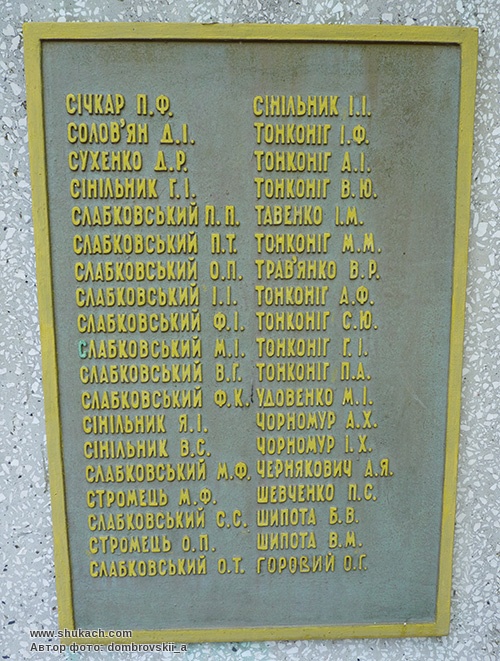 СІЧКАР П.Ф.
СОЛОВ'ЯН Д.І.
СУХЕНКО Д.Р.
СІНІЛЬНИК Г.І.
СЛАБКОВСЬКИЙ П.П.
СЛАБКОВСЬКИЙ П.Т.
СЛАБКОВСЬКИЙ О.П.
СЛАБКОВСЬКИЙ І.І.
СЛАБКОВСЬКИЙ Ф.І.
СЛАБКОВСЬКИЙ М.І.
СЛАБКОВСЬКИЙ В.Г.
СЛАБКОВСЬКИЙ Ф.К.
СІНІЛЬНИК Я.І.
СІНІЛЬНИК В.С.
СЛАБКОВСЬКИЙ М.Ф.
СТРОМЕЦЬ М.Ф.
СЛАБКОВСЬКИЙ С.С.
СТРОМЕЦЬ О.П.
СЛАБКОВСЬКИЙ О.Т.
СІНІЛЬНИК І.І.
ТОНКОНІГ І.Ф.
ТОНКОНІГ А.І.
ТОНКОНІГ В.Ю.
ТАВЕНКО І.М.
ТОНКОНІГ М.М.
ТРАВ'ЯНКО В.Р.
ТОНКОНІГ А.Ф.
ТОНКОНІГ С.Ю.
ТОНКОНІГ Г.І.
ТОНКОНІГ П.А.
УДОВЕНКО М.І.
ЧОРНОМУР А.Х.
ЧОРНОМУР І.Х.
ЧЕРНЯКОВИЧ А.Я.
ШЕВЧЕНКО П.С.
ШИПОТА Б.В.
ШИПОТА В.М.
ГОРОВИЙ О.Г.
www.shukach.com
Автор фото: dombrovskii_a